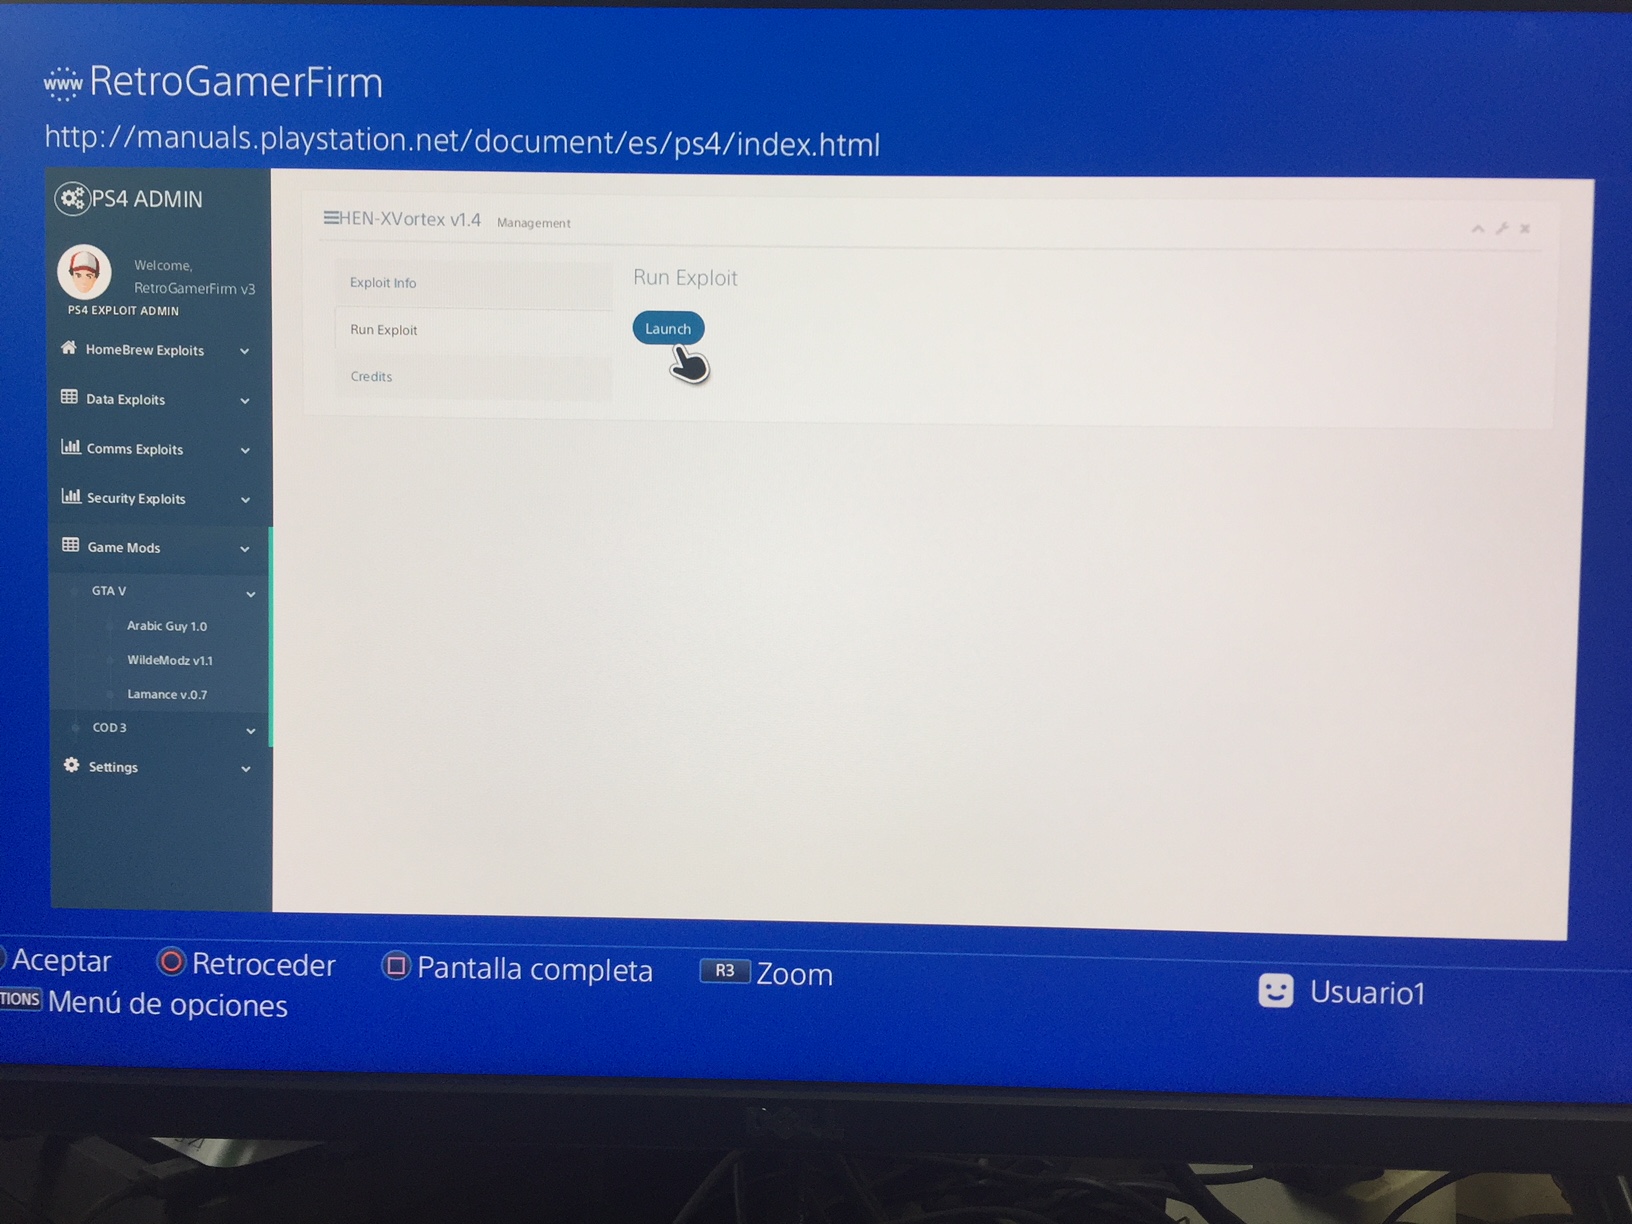 www RetroGamerFirm
http://manuals.playstation.net/document/es/ps4/index.html
PS4 ADMIN
Welcome,
RetroGamerFirm v3
PS4 EXPLOIT ADMIN
HomeBrew Exploits
Data Exploits
Comms Exploits
Security Exploits
Game Mods
GTA V
Arabic Guy 1.0
WildeModz v1.1
Lamance v.0.7
COD 3
Settings
HEN-XVortex v1.4 Management
Exploit Info
Run Exploit
Credits
Run Exploit
Launch
Aceptar Retroceder Pantalla completa R3 Zoom
TIONS Menú de opciones
Usuario1